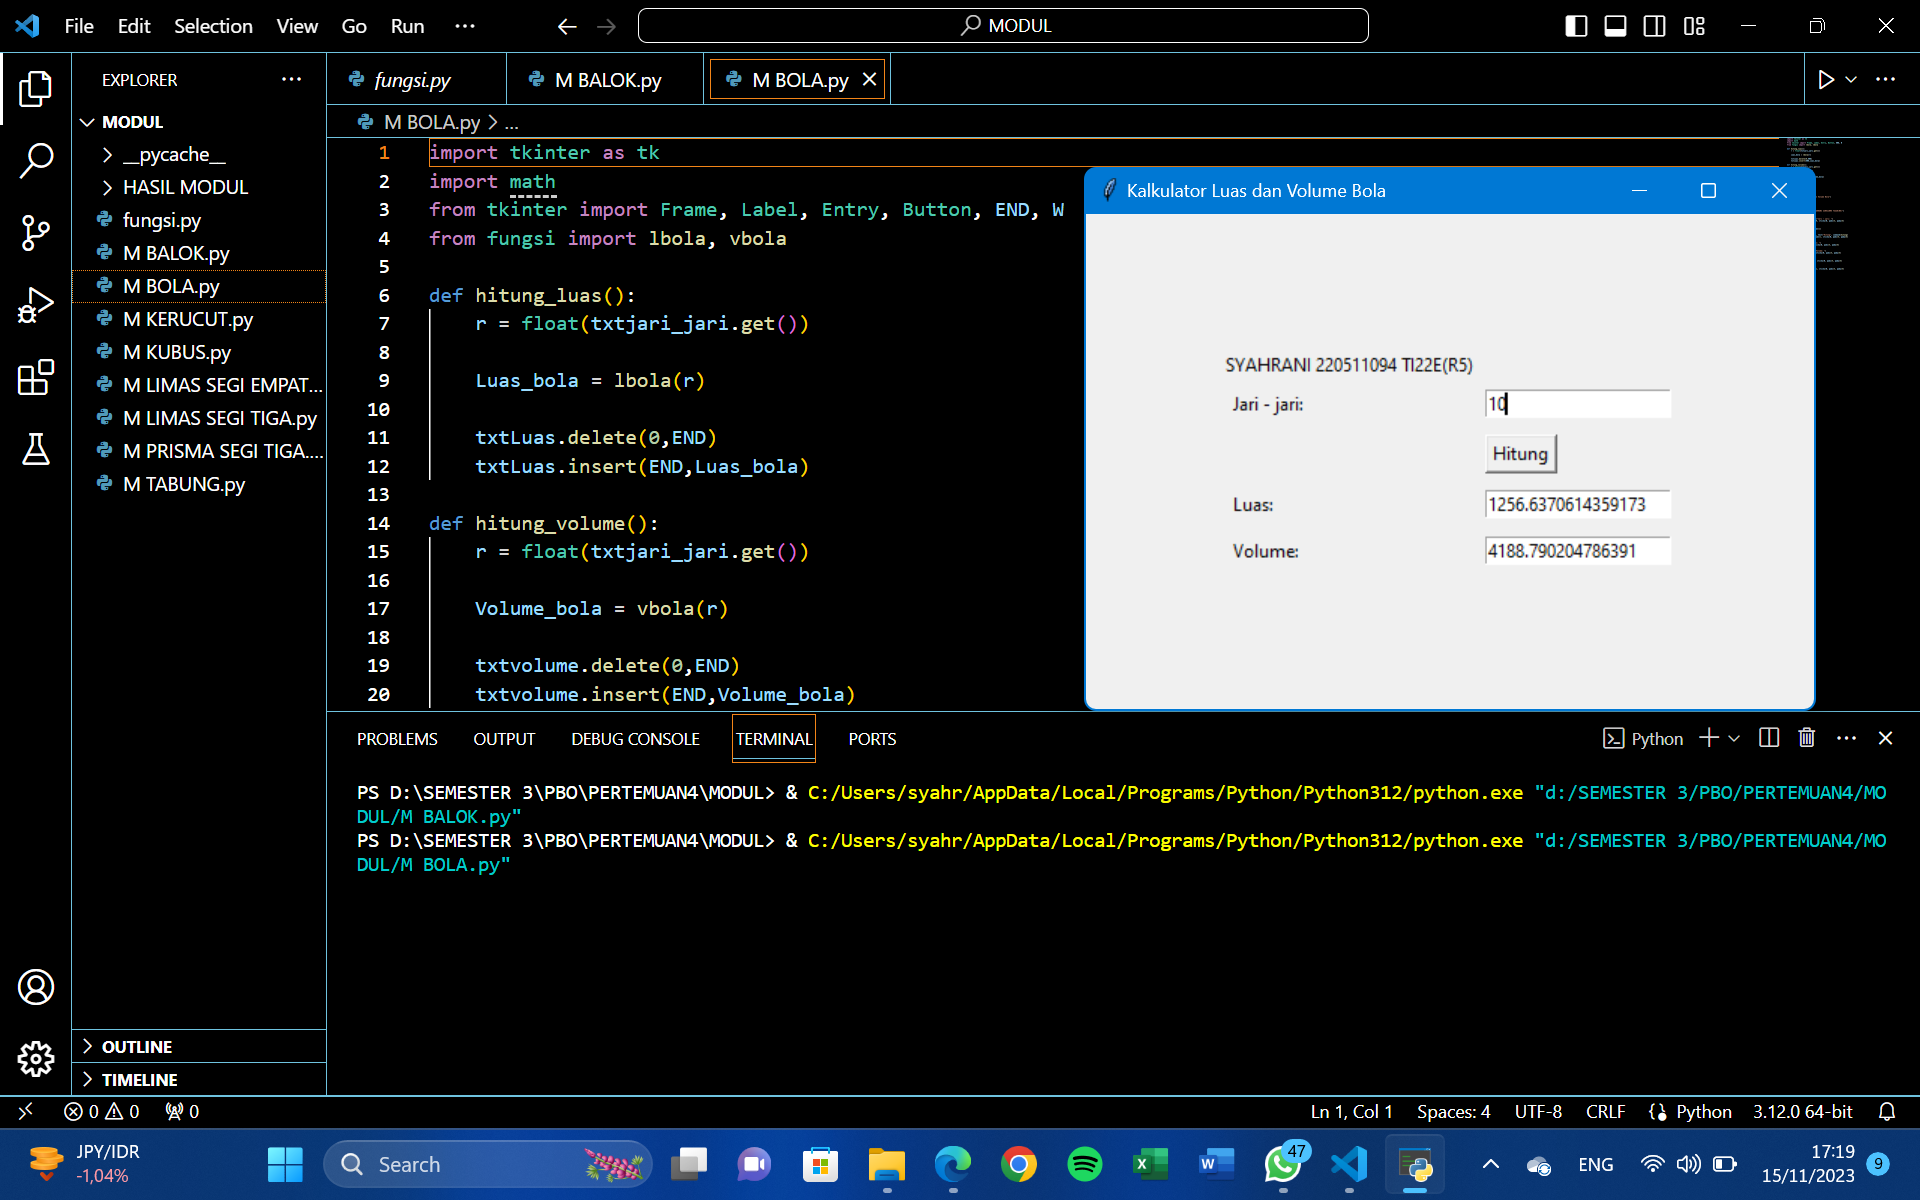 File Edit Selection View Go Run ··· MODUL
EXPLORER ···
MODUL
__pycache__
HASIL MODUL
fungsi.py
M BALOK.py
M BOLA.py
M KERUCUT.py
M KUBUS.py
M LIMAS SEGI EMPAT...
M LIMAS SEGI TIGA.py
M PRISMA SEGI TIGA....
M TABUNG.py
OUTLINE
TIMELINE
fungsi.py M BALOK.py M BOLA.py
M BOLA.py > ...
1 import tkinter as tk
2 import math
3 from tkinter import Frame, Label, Entry, Button, END, W
4 from fungsi import lbola, vbola
5
6 def hitung_luas():
7 r = float(txtjari_jari.get())
8
9 Luas_bola = lbola(r)
10
11 txtLuas.delete(0,END)
12 txtLuas.insert(END,Luas_bola)
13
14 def hitung_volume():
15 r = float(txtjari_jari.get())
16
17 Volume_bola = vbola(r)
18
19 txtvolume.delete(0,END)
20 txtvolume.insert(END,Volume_bola)
Kalkulator Luas dan Volume Bola
SYAHRANI 220511094 TI22E(R5)
Jari - jari: 10
Hitung
Luas: 1256.6370614359173
Volume: 4188.790204786391
PROBLEMS OUTPUT DEBUG CONSOLE TERMINAL PORTS Python
PS D:\SEMESTER 3\PBO\PERTEMUAN4\MODUL> & C:/Users/syahr/AppData/Local/Programs/Python/Python312/python.exe "d:/SEMESTER 3/PBO/PERTEMUAN4/MO
DUL/M BALOK.py"
PS D:\SEMESTER 3\PBO\PERTEMUAN4\MODUL> & C:/Users/syahr/AppData/Local/Programs/Python/Python312/python.exe "d:/SEMESTER 3/PBO/PERTEMUAN4/MO
DUL/M BOLA.py"
0 0 0 Ln 1, Col 1 Spaces: 4 UTF-8 CRLF Python 3.12.0 64-bit
JPY/IDR
-1,04%
Search
47
ENG
17:19
15/11/2023
9